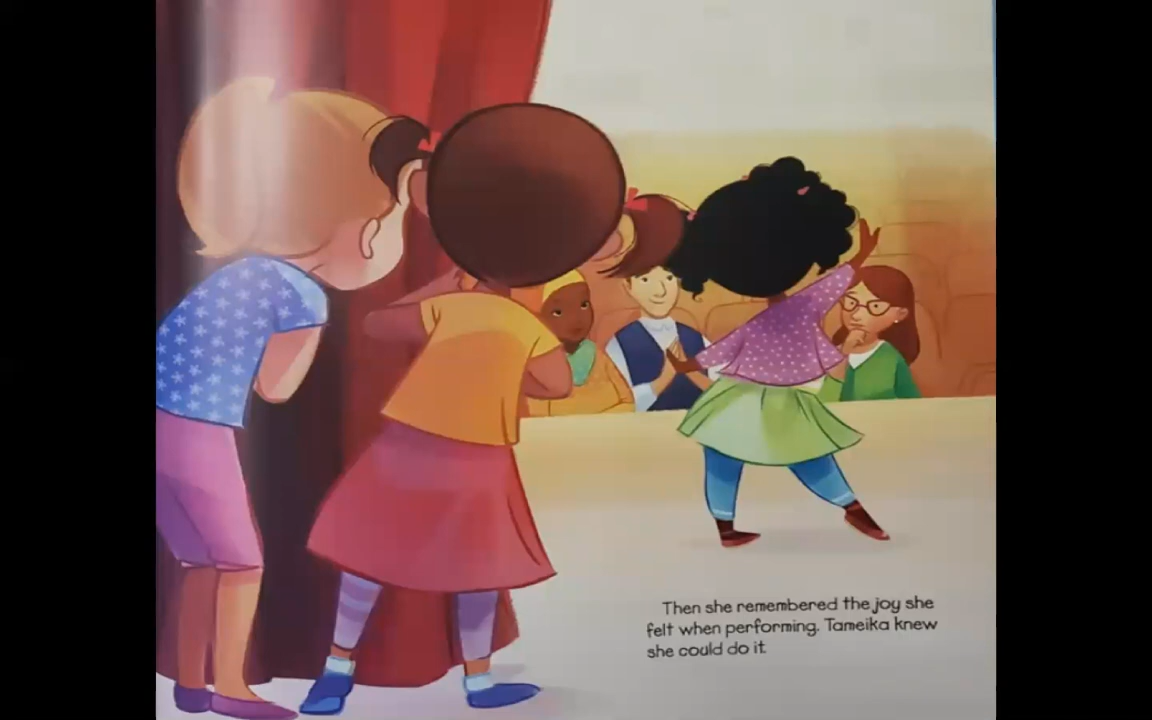 Then she remembered the joy she
felt when performing. Tameika knew
she could do it.